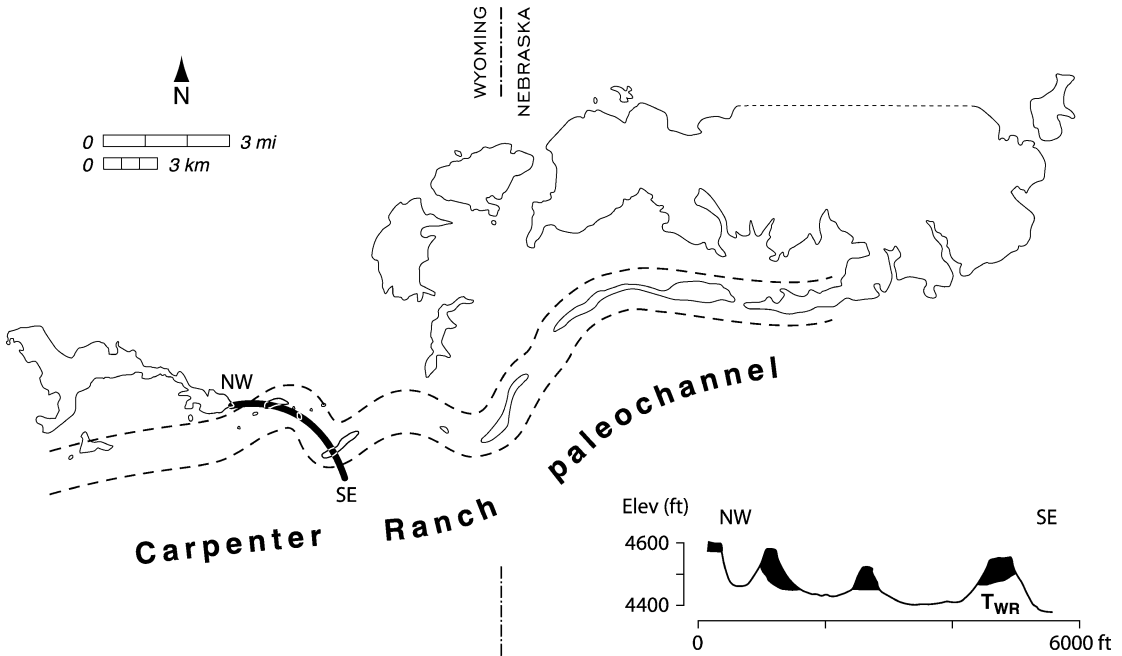 WYOMING
NEBRASKA
N
0 3 mi
0 3 km
NW
SE
Carpenter Ranch paleochannel
Elev (ft)
NW SE
4600
4400
TWR
0 6000 ft